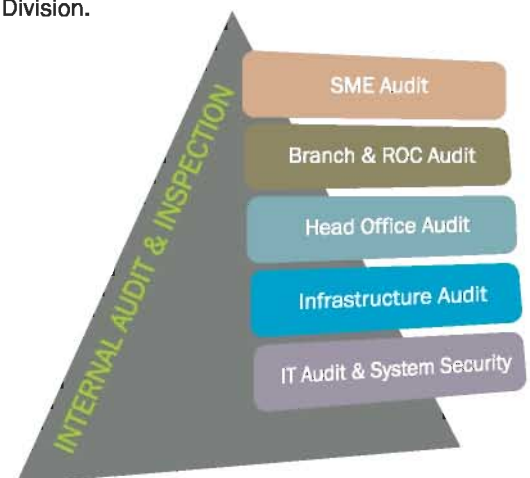 Division.
INTERNAL AUDIT & INSPECTION
SME Audit
Branch & ROC Audit
Head Office Audit
Infrastructure Audit
IT Audit & System Security